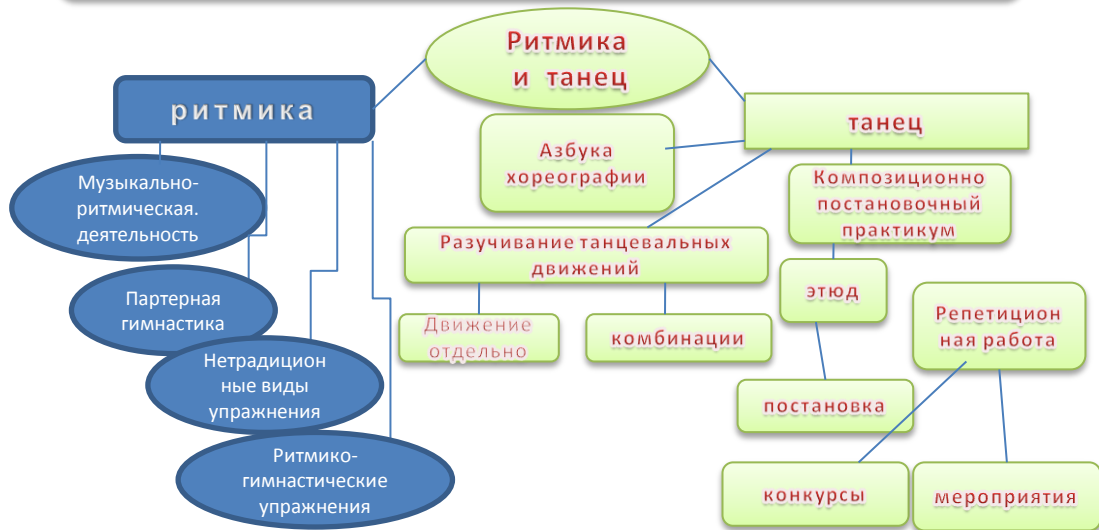 Ритмика
и танец
ритмика
танец
Азбука
хореографии
Музыкально-
ритмическая.
деятельность
Композиционно
постановочный
практикум
Разучивание танцевальных
движений
Партерная
гимнастика
этюд
Движение
отдельно
комбинации
Репетицион
ная работа
Нетрадицион
ные виды
упражнения
постановка
Ритмико-
гимнастические
упражнения
конкурсы
мероприятия